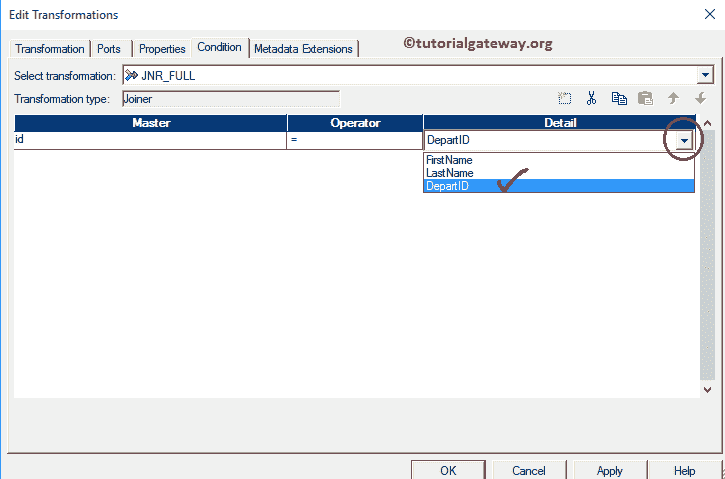 Edit Transformations
Transformation Ports Properties Condition Metadata Extensions ©tutorialgateway.org
Select transformation: JNR_FULL
Transformation type: Joiner
Master Operator Detail
id = DepartID
FirstName
LastName
DepartID
OK Cancel Apply Help